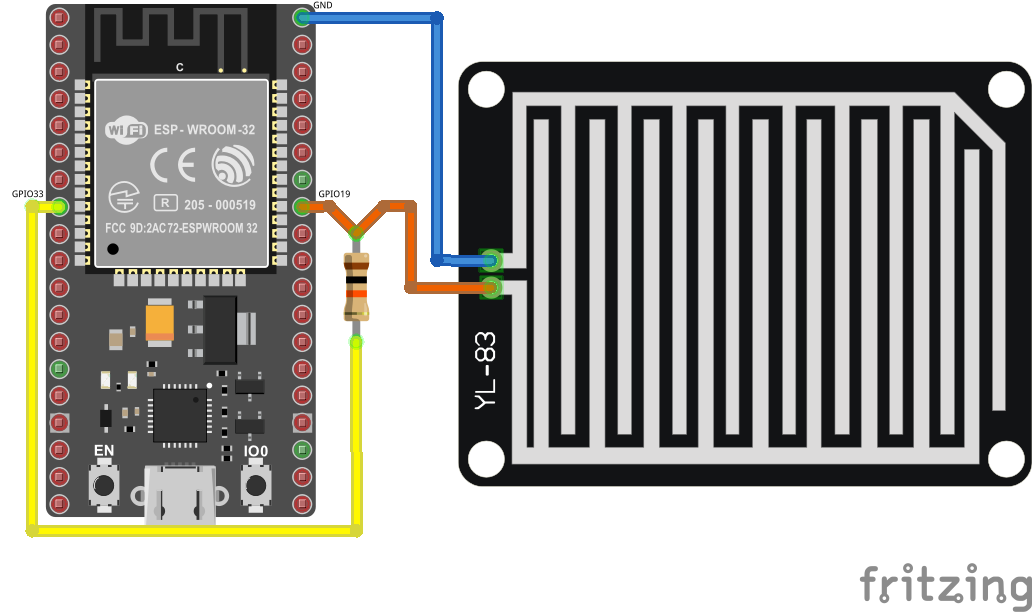 GND
C
WiFi
ESP - WROOM -32
CE
GPIO33
GPIO19
R 205 - 000519
FCC 9D:2AC72-ESPWROOM 32
YL-83
EN
IO0
fritzing